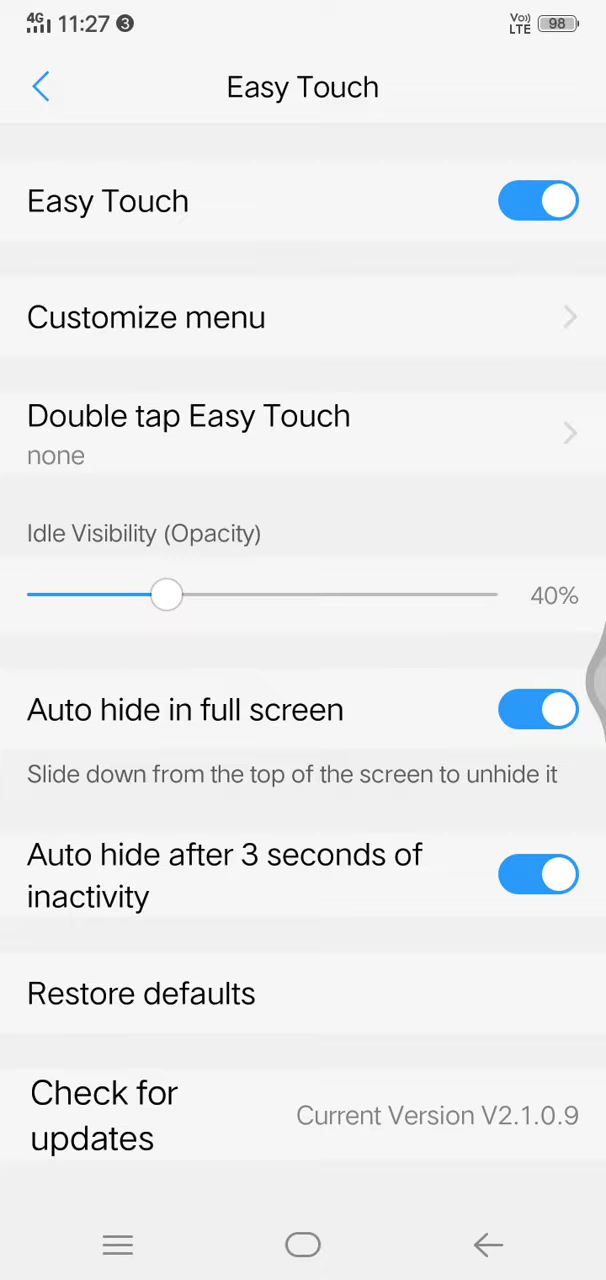 4G 11:27 3 Vo)) LTE 98
Easy Touch
Easy Touch
Customize menu
Double tap Easy Touch
none
Idle Visibility (Opacity)
40%
Auto hide in full screen
Slide down from the top of the screen to unhide it
Auto hide after 3 seconds of
inactivity
Restore defaults
Check for
updates
Current Version V2.1.0.9